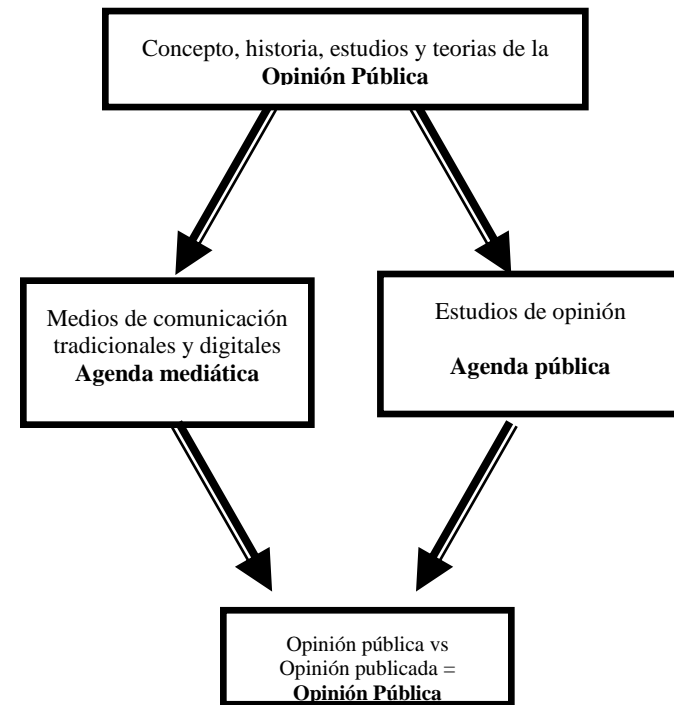 Concepto, historia, estudios y teorias de la
Opinión Pública
Medios de comunicación
tradicionales y digitales
Agenda mediática
Estudios de opinión
Agenda pública
Opinión pública vs
Opinión publicada =
Opinión Pública